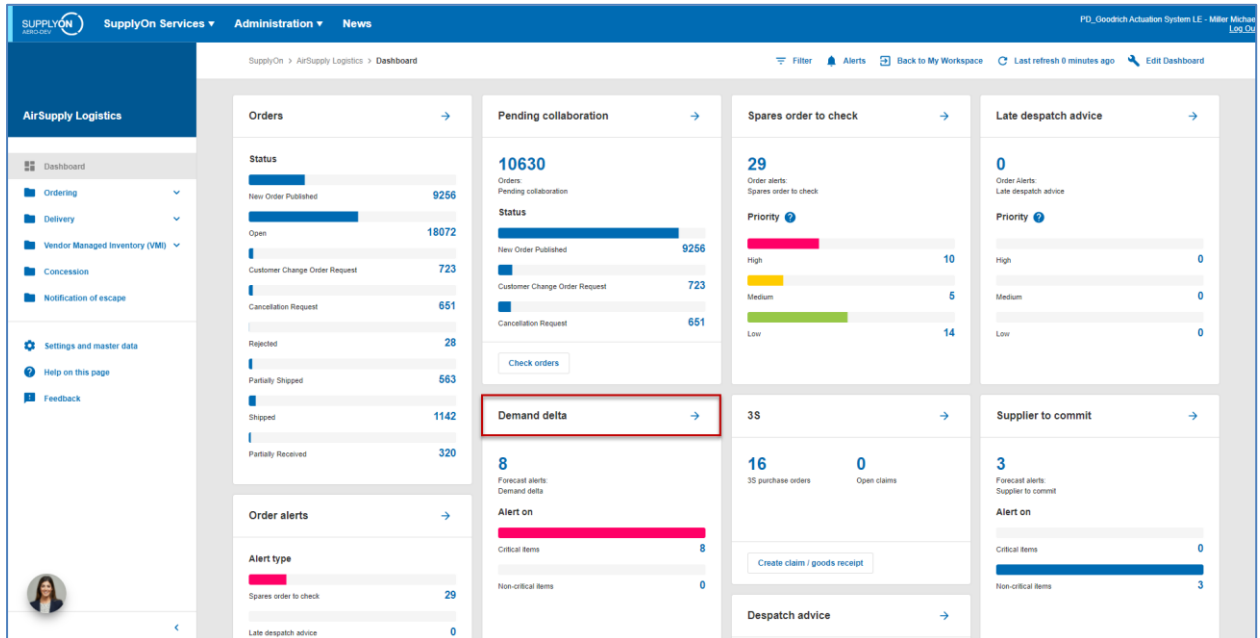 SUPPLYON
AERO-DEV
SupplyOn Services ▾
Administration ▾
News
PD_Goodrich Actuation System LE - Miller Michae
Log Ou
SupplyOn > AirSupply Logistics > Dashboard
Filter
Alerts
Back to My Workspace
Last refresh 0 minutes ago
Edit Dashboard
AirSupply Logistics
Dashboard
Ordering
Delivery
Vendor Managed Inventory (VMI)
Concession
Notification of escape
Settings and master data
Help on this page
Feedback
Orders
Status
New Order Published 9256
Open 18072
Customer Change Order Request 723
Cancellation Request 651
Rejected 28
Partially Shipped 563
Shipped 1142
Partially Received 320
Order alerts
Alert type
Spares order to check 29
Late despatch advice 0
Pending collaboration
10630
Orders:
Pending collaboration
Status
New Order Published 9256
Customer Change Order Request 723
Cancellation Request 651
Check orders
Demand delta
8
Forecast alerts:
Demand delta
Alert on
Critical items 8
Non-critical items 0
Spares order to check
29
Order alerts:
Spares order to check
Priority ?
High 10
Medium 5
Low 14
3S
16 0
3S purchase orders Open claims
Create claim / goods receipt
Despatch advice
Late despatch advice
0
Order Alerts:
Late despatch advice
Priority ?
High 0
Medium 0
Low 0
Supplier to commit
3
Forecast alerts:
Supplier to commit
Alert on
Critical items 0
Non-critical items 3